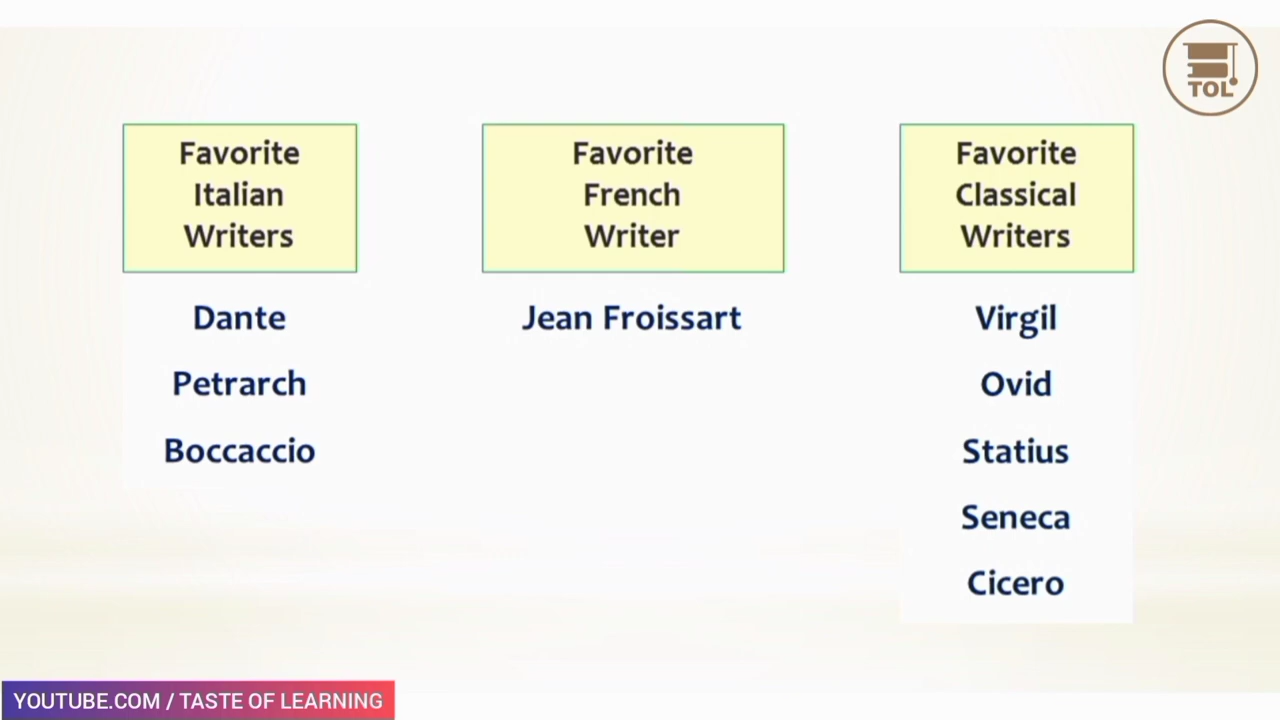 TOL
Favorite
Italian
Writers
Dante
Petrarch
Boccaccio
Favorite
French
Writer
Jean Froissart
Favorite
Classical
Writers
Virgil
Ovid
Statius
Seneca
Cicero
YOUTUBE.COM / TASTE OF LEARNING